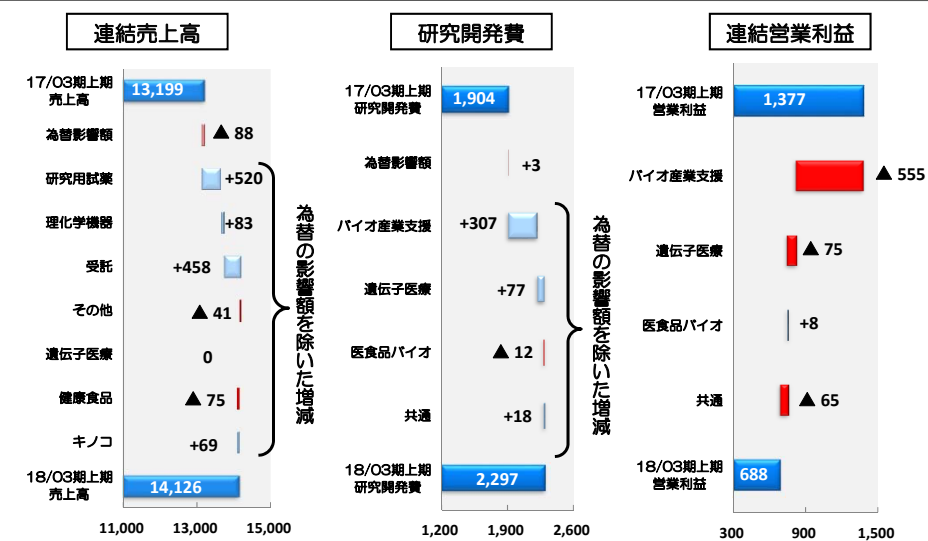 連結売上高
17/03期上期
売上高
13,199
為替影響額
▲ 88
研究用試薬
+520
理化学機器
+83
受託
+458
その他
▲ 41
遺伝子医療
0
健康食品
▲ 75
キノコ
+69
18/03期上期
売上高
14,126
11,000 13,000 15,000
為替の影響額を除いた増減
研究開発費
17/03期上期
研究開発費
1,904
為替影響額
+3
バイオ産業支援
+307
遺伝子医療
+77
医食品バイオ
▲ 12
共通
+18
18/03期上期
研究開発費
2,297
1,200 1,900 2,600
為替の影響額を除いた増減
連結営業利益
17/03期上期
営業利益
1,377
バイオ産業支援
▲ 555
遺伝子医療
▲ 75
医食品バイオ
+8
共通
▲ 65
18/03期上期
営業利益
688
300 900 1,500